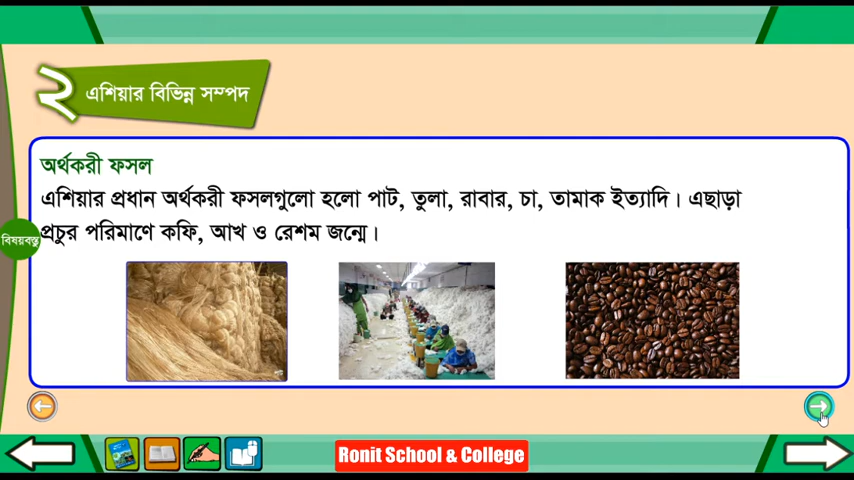 ২ এশিয়ার বিভিন্ন সম্পদ
অর্থকরী ফসল
এশিয়ার প্রধান অর্থকরী ফসলগুলো হলো পাট, তুলা, রাবার, চা, তামাক ইত্যাদি। এছাড়া
প্রচুর পরিমাণে কফি, আখ ও রেশম জন্মে।
বিষয়বস্তু
Ronit School & College